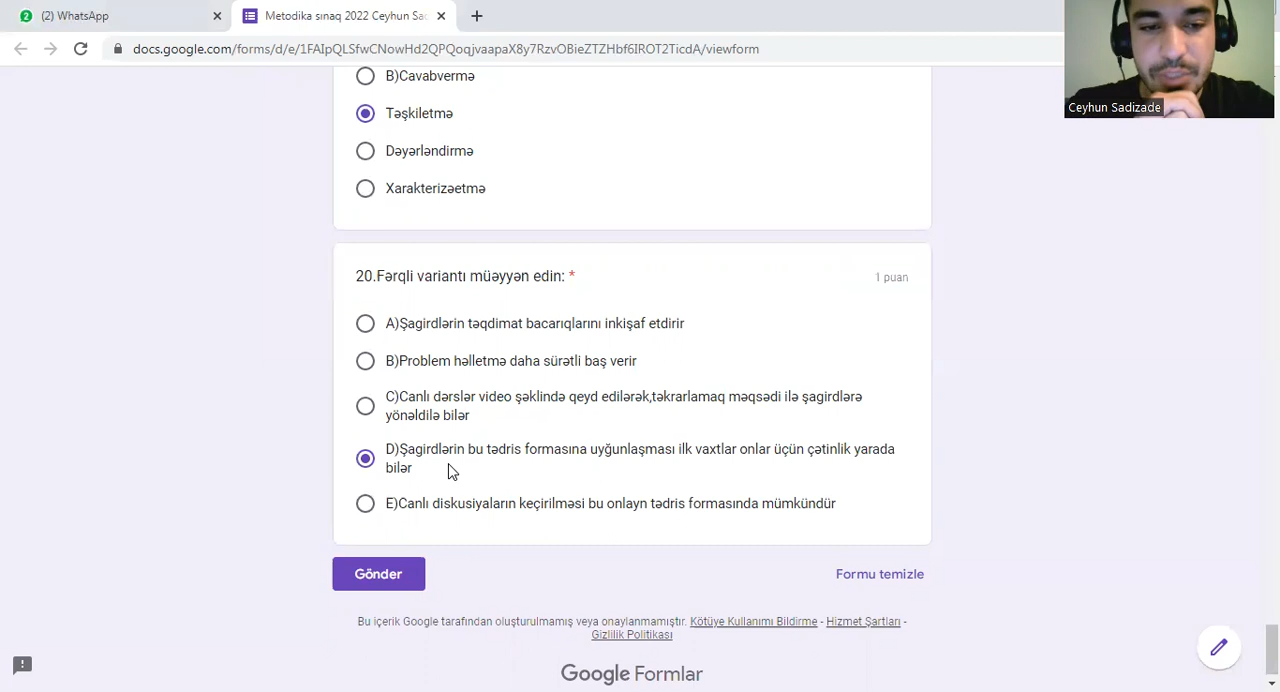 (2) WhatsApp
Metodika sınaq 2022 Ceyhun Sad
docs.google.com/forms/d/e/1FAIpQLSfwCNowHd2QPQoqjvaapaX8y7RzvOBieZTZHbf6IROT2TicdA/viewform
Ceyhun Sadizade
B)Cavabvermə
Təşkiletmə
Dəyərləndirmə
Xarakterizəetmə
20.Fərqli variantı müəyyən edin: *
1 puan
A)Şagirdlərin təqdimat bacarıqlarını inkişaf etdirir
B)Problem həlletmə daha sürətli baş verir
C)Canlı dərslər video şəklində qeyd edilərək,təkrarlamaq məqsədi ilə şagirdlərə
yönəldilə bilər
D)Şagirdlərin bu tədris formasına uyğunlaşması ilk vaxtlar onlar üçün çətinlik yarada
bilər
E)Canlı diskusiyaların keçirilməsi bu onlayn tədris formasında mümkündür
Gönder
Formu temizle
Bu içerik Google tarafından oluşturulmamış veya onaylanmamıştır. Kötüye Kullanımı Bildirme - Hizmet Şartları -
Gizlilik Politikası
Google Formlar